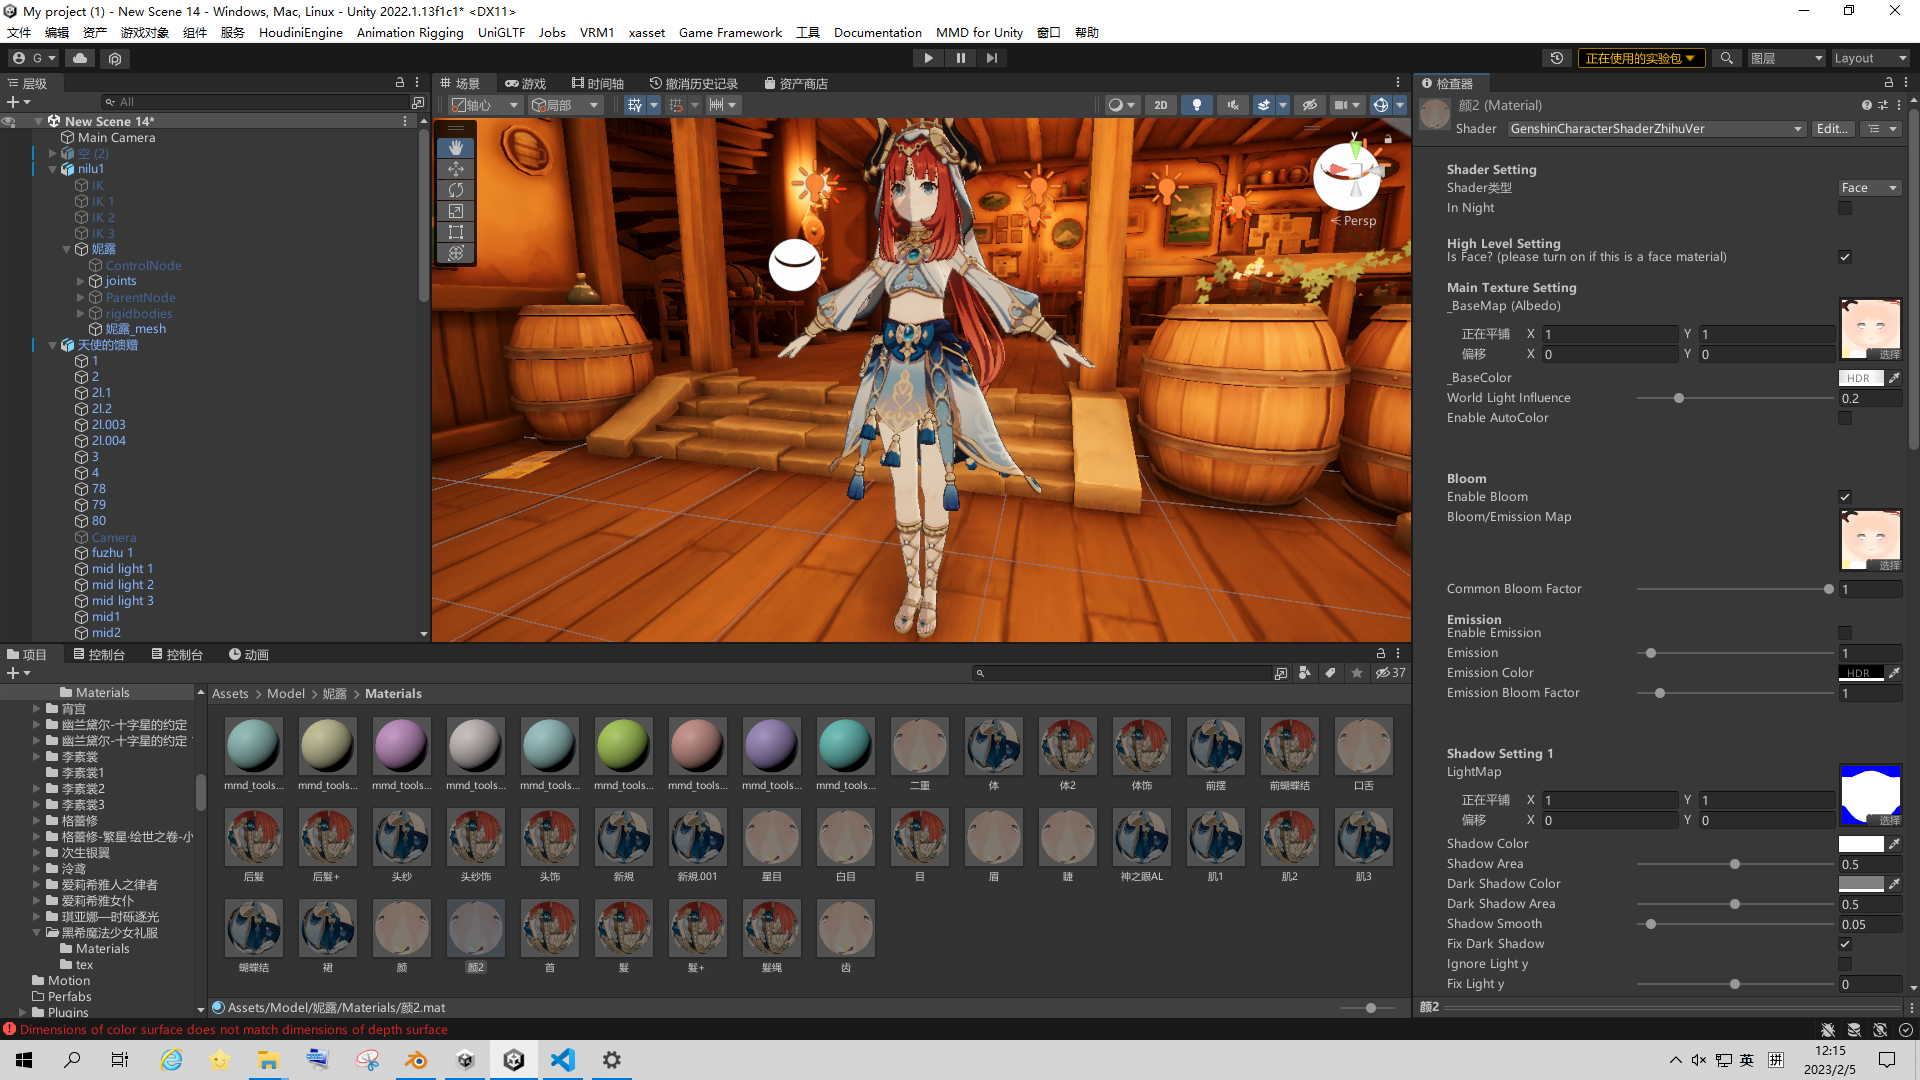 My project (1) - New Scene 14 - Windows, Mac, Linux - Unity 2022.1.13f1c1* <DX11>
文件 编辑 资产 游戏对象 组件 服务 HoudiniEngine Animation Rigging UniGLTF Jobs VRM1 xasset Game Framework 工具 Documentation MMD for Unity 窗口 帮助
G 正在使用的实验包 图层 Layout
层级
All
New Scene 14*
Main Camera
空 (2)
nilu1
IK
IK 1
IK 2
IK 3
妮露
ControlNode
joints
ParentNode
rigidbodies
妮露_mesh
天使的馈赠
1
2
2l.1
2l.2
2l.003
2l.004
3
4
78
79
80
Camera
fuzhu 1
mid light 1
mid light 2
mid light 3
mid1
mid2
场景 游戏 时间轴 撤消历史记录 资产商店
轴心 局部 2D
y
Persp
检查器
颜2 (Material)
Shader GenshinCharacterShaderZhihuVer Edit...
Shader Setting
Shader类型 Face
In Night
High Level Setting
Is Face? (please turn on if this is a face material)
Main Texture Setting
_BaseMap (Albedo)
正在平铺 X 1 Y 1
偏移 X 0 Y 0
选择
_BaseColor HDR
World Light Influence 0.2
Enable AutoColor
Bloom
Enable Bloom
Bloom/Emission Map
选择
Common Bloom Factor 1
Emission
Enable Emission
Emission 1
Emission Color HDR
Emission Bloom Factor 1
Shadow Setting 1
LightMap
正在平铺 X 1 Y 1
偏移 X 0 Y 0
选择
Shadow Color
Shadow Area 0.5
Dark Shadow Color
Dark Shadow Area 0.5
Shadow Smooth 0.05
Fix Dark Shadow
Ignore Light y
Fix Light y 0
颜2
项目 控制台 控制台 动画
37
Materials
宵宫
幽兰黛尔-十字星的约定
幽兰黛尔-十字星的约定
李素裳
李素裳1
李素裳2
李素裳3
格蕾修
格蕾修-繁星·绘世之卷-小
次生银翼
泠鸢
爱莉希雅人之律者
爱莉希雅女仆
琪亚娜—时砾逐光
黑希魔法少女礼服
Materials
tex
Motion
Perfabs
Plugins
Assets > Model > 妮露 > Materials
mmd_tools... mmd_tools... mmd_tools... mmd_tools... mmd_tools... mmd_tools... mmd_tools... mmd_tools... mmd_tools... 二重 体 体2 体饰 前摆 前蝴蝶结 口舌
后髮 后髮+ 头纱 头纱饰 头饰 新規 新規.001 星目 白目 目 眉 睫 神之眼AL 肌1 肌2 肌3
蝴蝶结 裙 颜 颜2 首 髮 髮+ 髮绳 齿
Assets/Model/妮露/Materials/颜2.mat
Dimensions of color surface does not match dimensions of depth surface
英 拼
12:15
2023/2/5